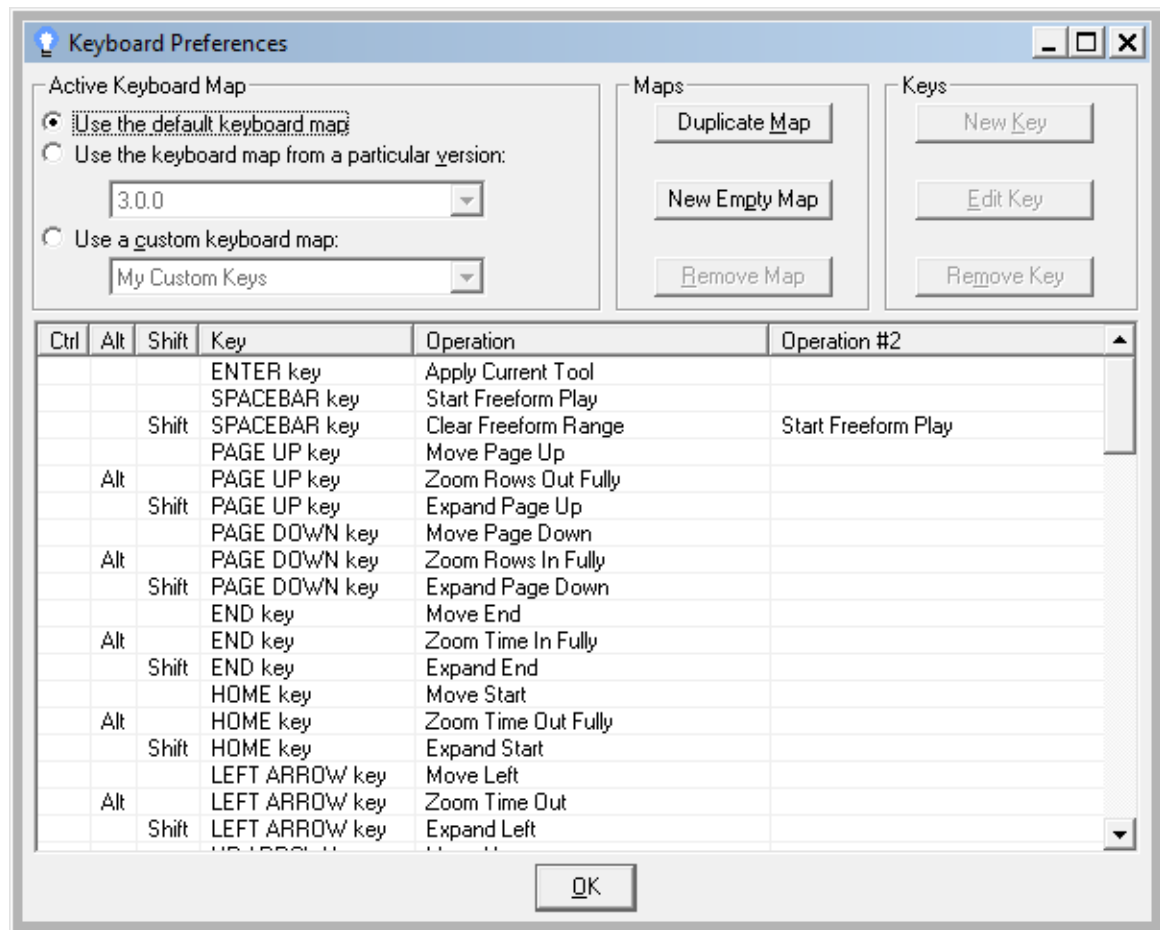 Keyboard Preferences
Active Keyboard Map
Use the default keyboard map
Use the keyboard map from a particular version:
3.0.0
Use a custom keyboard map:
My Custom Keys
Maps
Duplicate Map
New Empty Map
Remove Map
Keys
New Key
Edit Key
Remove Key
Ctrl Alt Shift Key Operation Operation #2
ENTER key Apply Current Tool
SPACEBAR key Start Freeform Play
Shift SPACEBAR key Clear Freeform Range Start Freeform Play
PAGE UP key Move Page Up
Alt PAGE UP key Zoom Rows Out Fully
Shift PAGE UP key Expand Page Up
PAGE DOWN key Move Page Down
Alt PAGE DOWN key Zoom Rows In Fully
Shift PAGE DOWN key Expand Page Down
END key Move End
Alt END key Zoom Time In Fully
Shift END key Expand End
HOME key Move Start
Alt HOME key Zoom Time Out Fully
Shift HOME key Expand Start
LEFT ARROW key Move Left
Alt LEFT ARROW key Zoom Time Out
Shift LEFT ARROW key Expand Left
OK